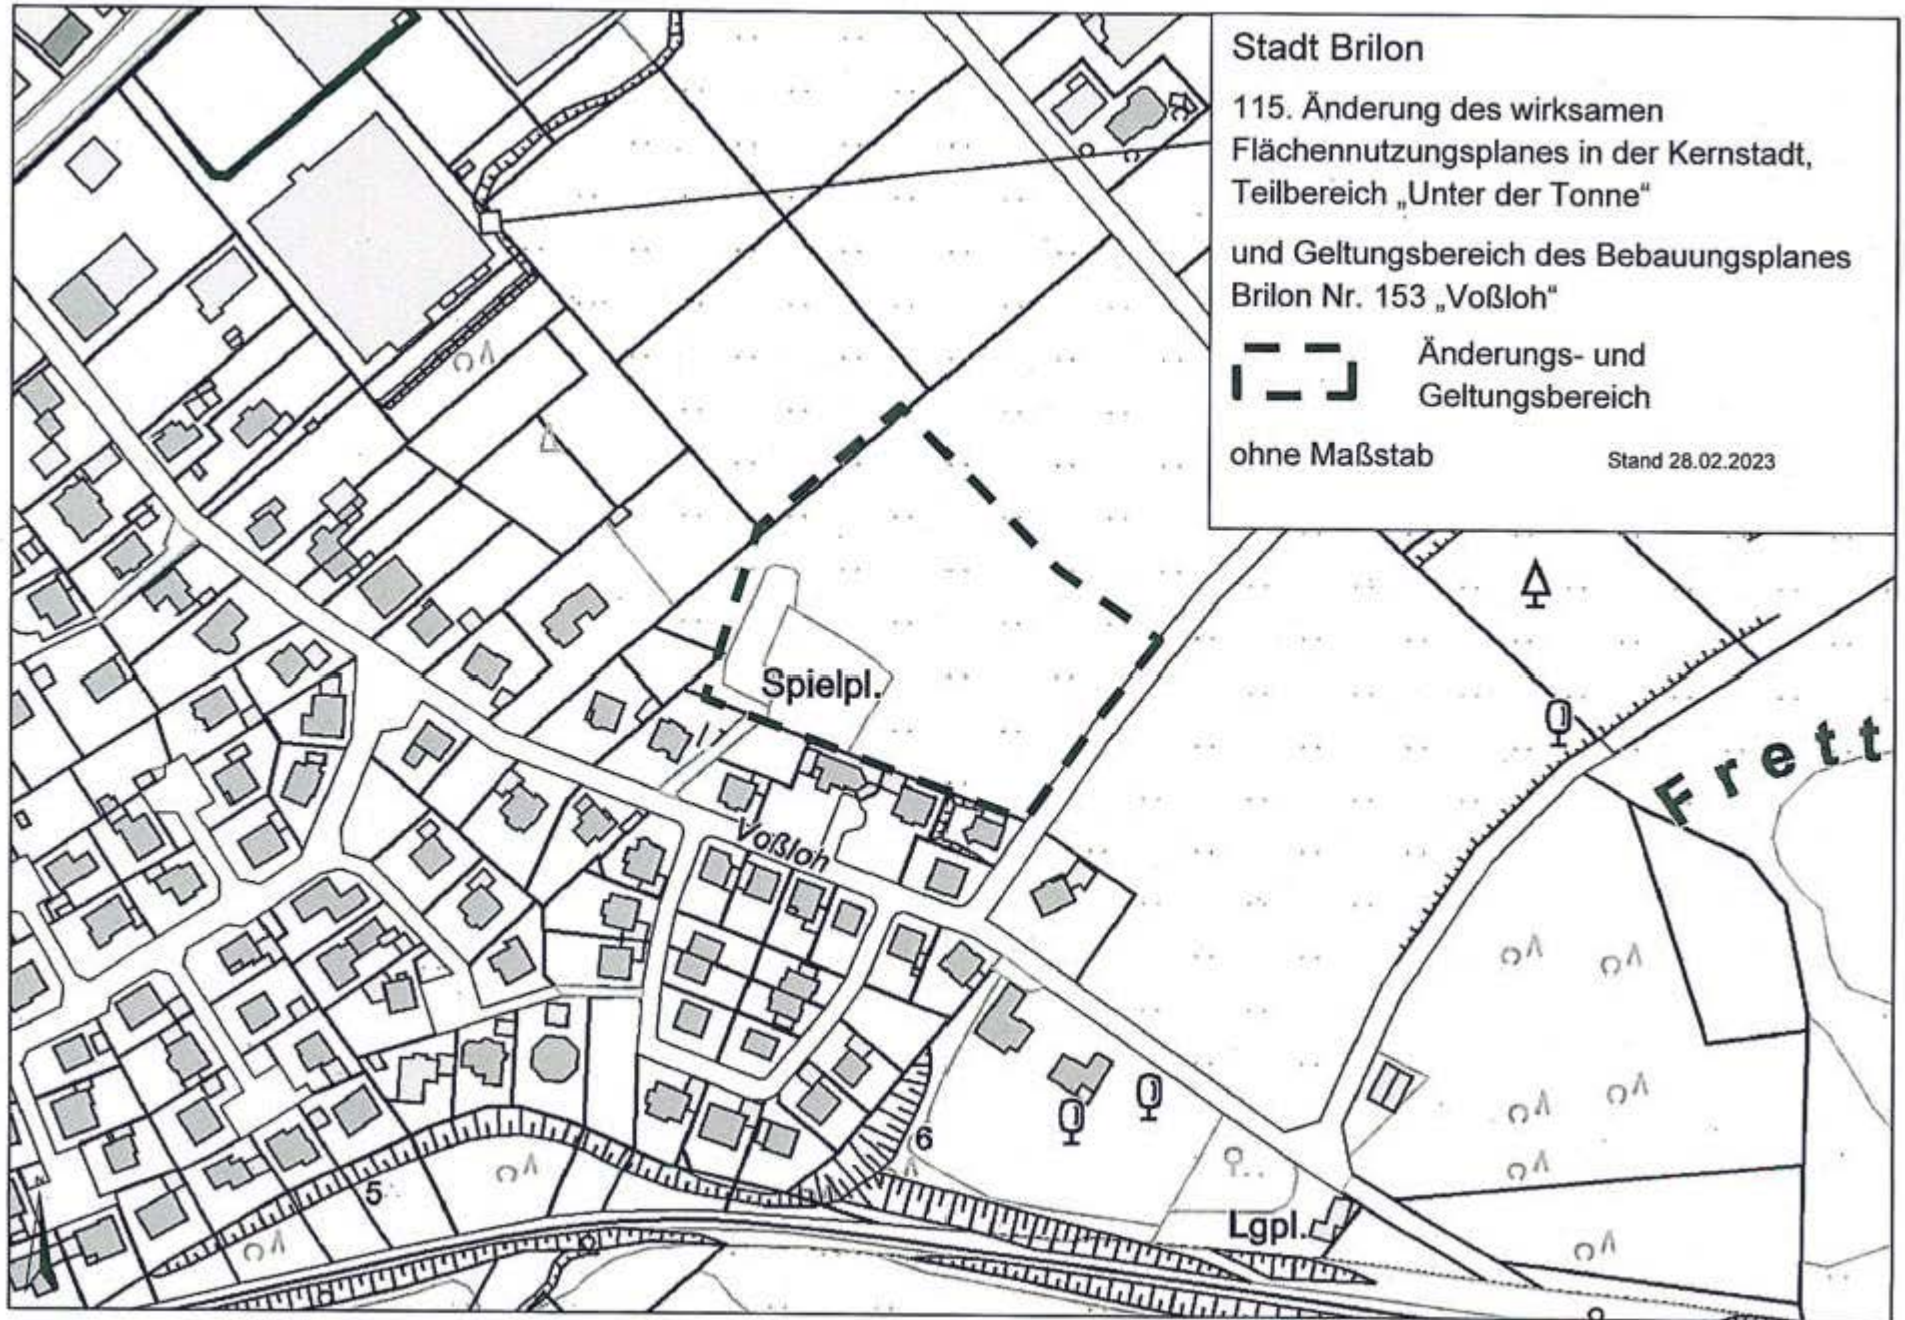 Stadt Brilon
115. Änderung des wirksamen
Flächennutzungsplanes in der Kernstadt,
Teilbereich „Unter der Tonne“
und Geltungsbereich des Bebauungsplanes
Brilon Nr. 153 „Voßloh“
Änderungs- und
Geltungsbereich
ohne Maßstab
Stand 28.02.2023
Spielpl.
Frett
Voßloh
6
5
Lgpl.